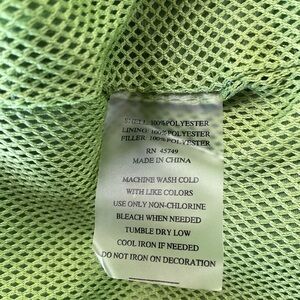 SHELL 100% POLYESTER
LINING 100% POLYESTER
FILLER 100% POLYESTER
RN 45749
MADE IN CHINA
MACHINE WASH COLD
WITH LIKE COLORS
USE ONLY NON-CHLORINE
BLEACH WHEN NEEDED
TUMBLE DRY LOW
COOL IRON IF NEEDED
DO NOT IRON ON DECORATION